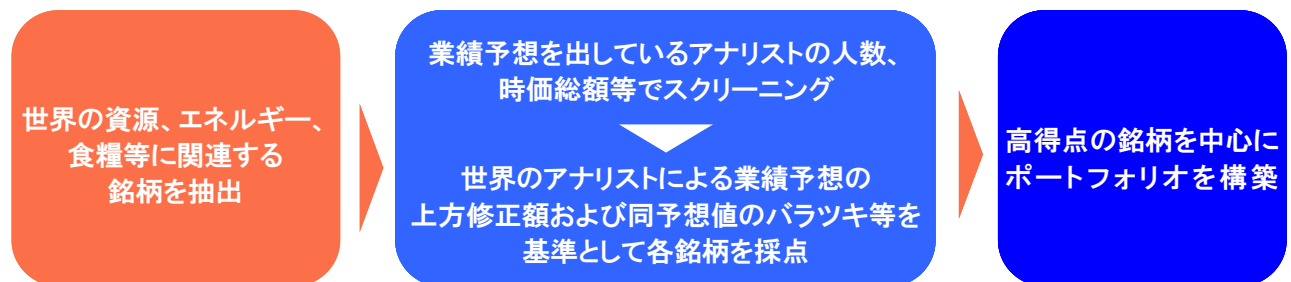 世界の資源、エネルギー、
食糧等に関連する
銘柄を抽出
業績予想を出しているアナリストの人数、
時価総額等でスクリーニング
世界のアナリストによる業績予想の
上方修正額および同予想値のバラツキ等を
基準として各銘柄を採点
高得点の銘柄を中心に
ポートフォリオを構築